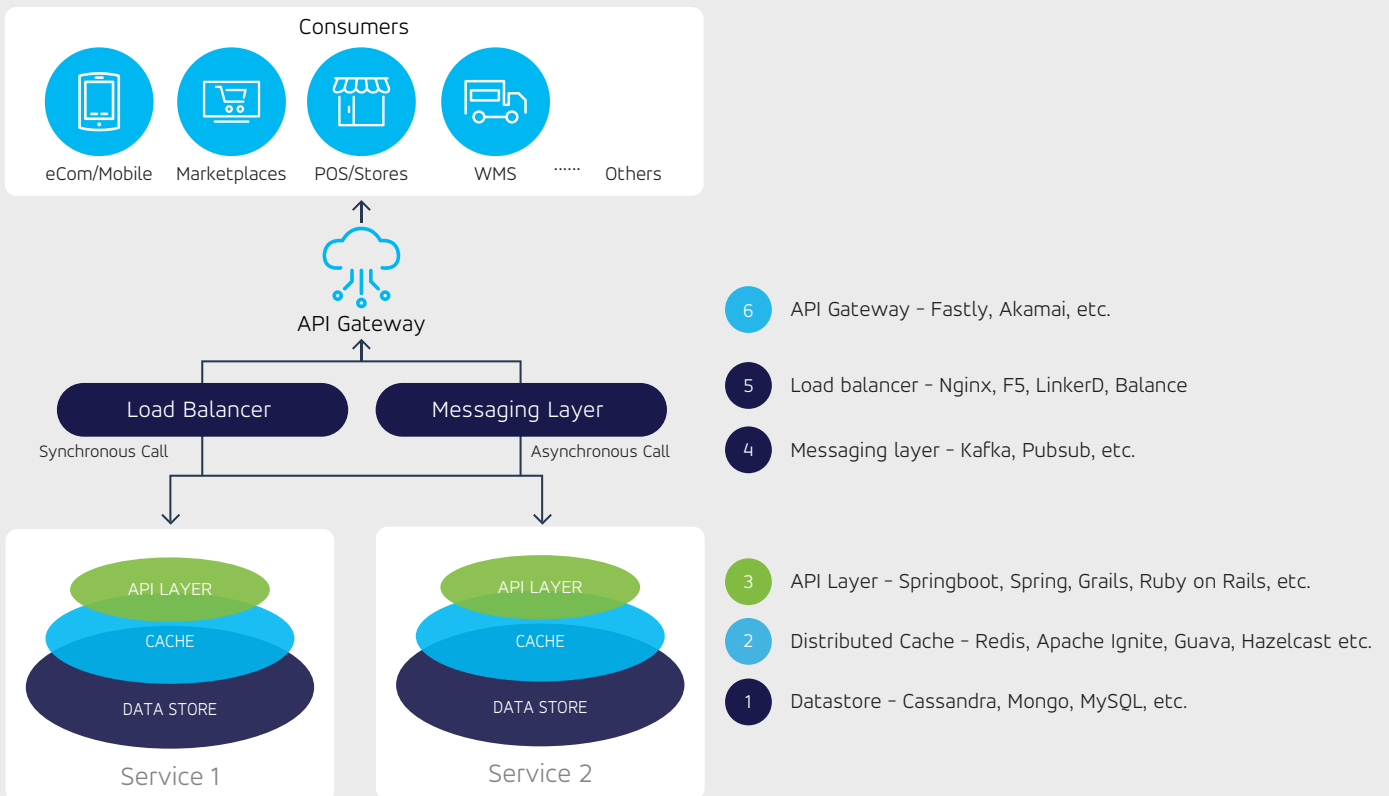 Consumers
eCom/Mobile
Marketplaces
POS/Stores
WMS
......
Others
API Gateway
Load Balancer
Messaging Layer
Synchronous Call
Asynchronous Call
API LAYER
CACHE
DATA STORE
Service 1
API LAYER
CACHE
DATA STORE
Service 2
6 API Gateway - Fastly, Akamai, etc.
5 Load balancer - Nginx, F5, LinkerD, Balance
4 Messaging layer - Kafka, Pubsub, etc.
3 API Layer - Springboot, Spring, Grails, Ruby on Rails, etc.
2 Distributed Cache - Redis, Apache Ignite, Guava, Hazelcast etc.
1 Datastore - Cassandra, Mongo, MySQL, etc.